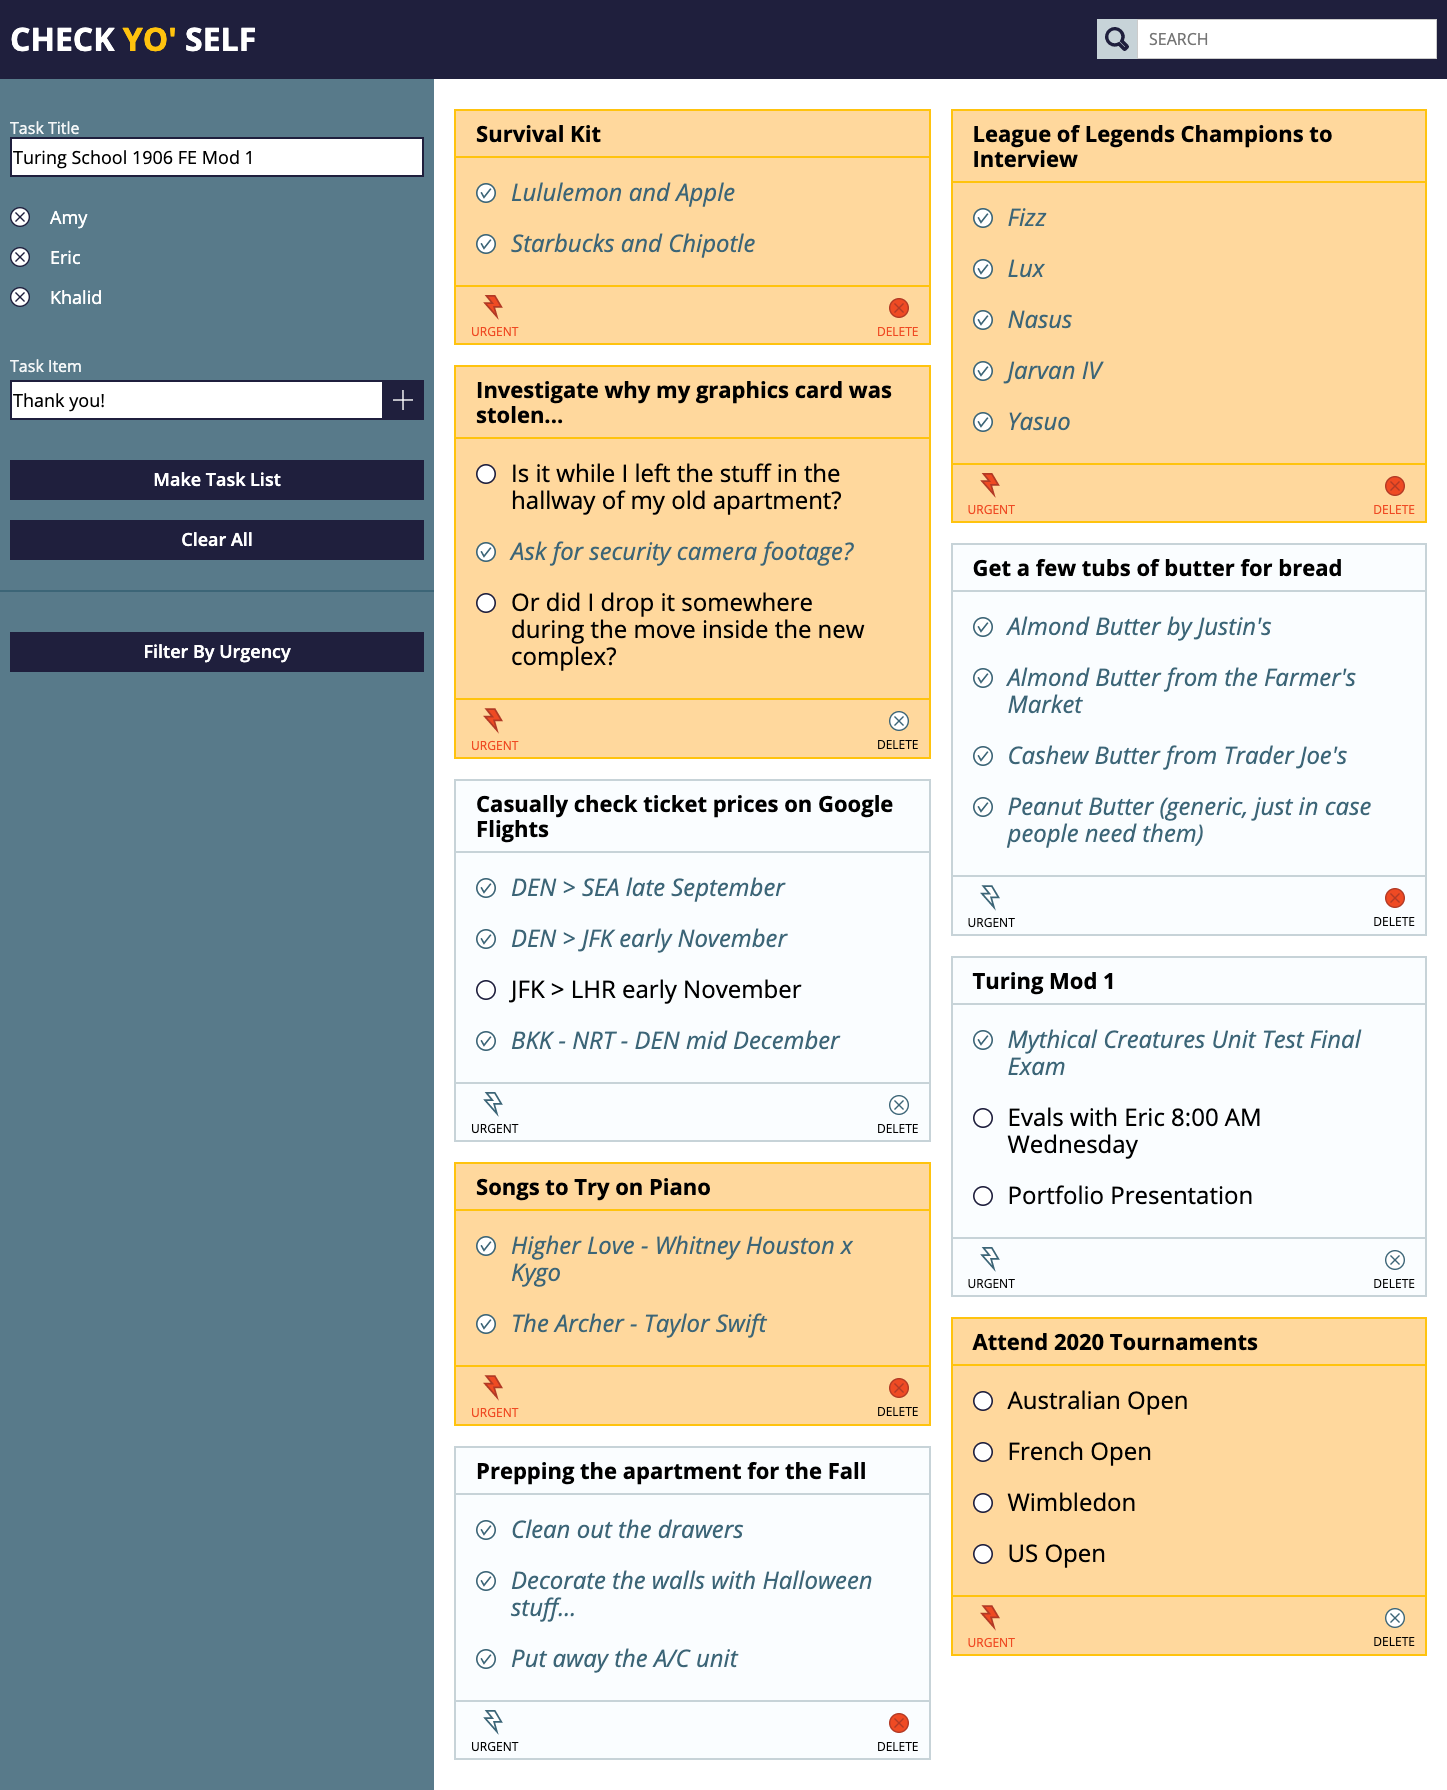 CHECK YO' SELF
SEARCH
Task Title
Turing School 1906 FE Mod 1
Amy
Eric
Khalid
Task Item
Thank you!
Make Task List
Clear All
Filter By Urgency
Survival Kit
Lululemon and Apple
Starbucks and Chipotle
URGENT
DELETE
Investigate why my graphics card was
stolen...
Is it while I left the stuff in the
hallway of my old apartment?
Ask for security camera footage?
Or did I drop it somewhere
during the move inside the new
complex?
URGENT
DELETE
Casually check ticket prices on Google
Flights
DEN > SEA late September
DEN > JFK early November
JFK > LHR early November
BKK - NRT - DEN mid December
URGENT
DELETE
Songs to Try on Piano
Higher Love - Whitney Houston x
Kygo
The Archer - Taylor Swift
URGENT
DELETE
Prepping the apartment for the Fall
Clean out the drawers
Decorate the walls with Halloween
stuff...
Put away the A/C unit
URGENT
DELETE
League of Legends Champions to
Interview
Fizz
Lux
Nasus
Jarvan IV
Yasuo
URGENT
DELETE
Get a few tubs of butter for bread
Almond Butter by Justin's
Almond Butter from the Farmer's
Market
Cashew Butter from Trader Joe's
Peanut Butter (generic, just in case
people need them)
URGENT
DELETE
Turing Mod 1
Mythical Creatures Unit Test Final
Exam
Evals with Eric 8:00 AM
Wednesday
Portfolio Presentation
URGENT
DELETE
Attend 2020 Tournaments
Australian Open
French Open
Wimbledon
US Open
URGENT
DELETE